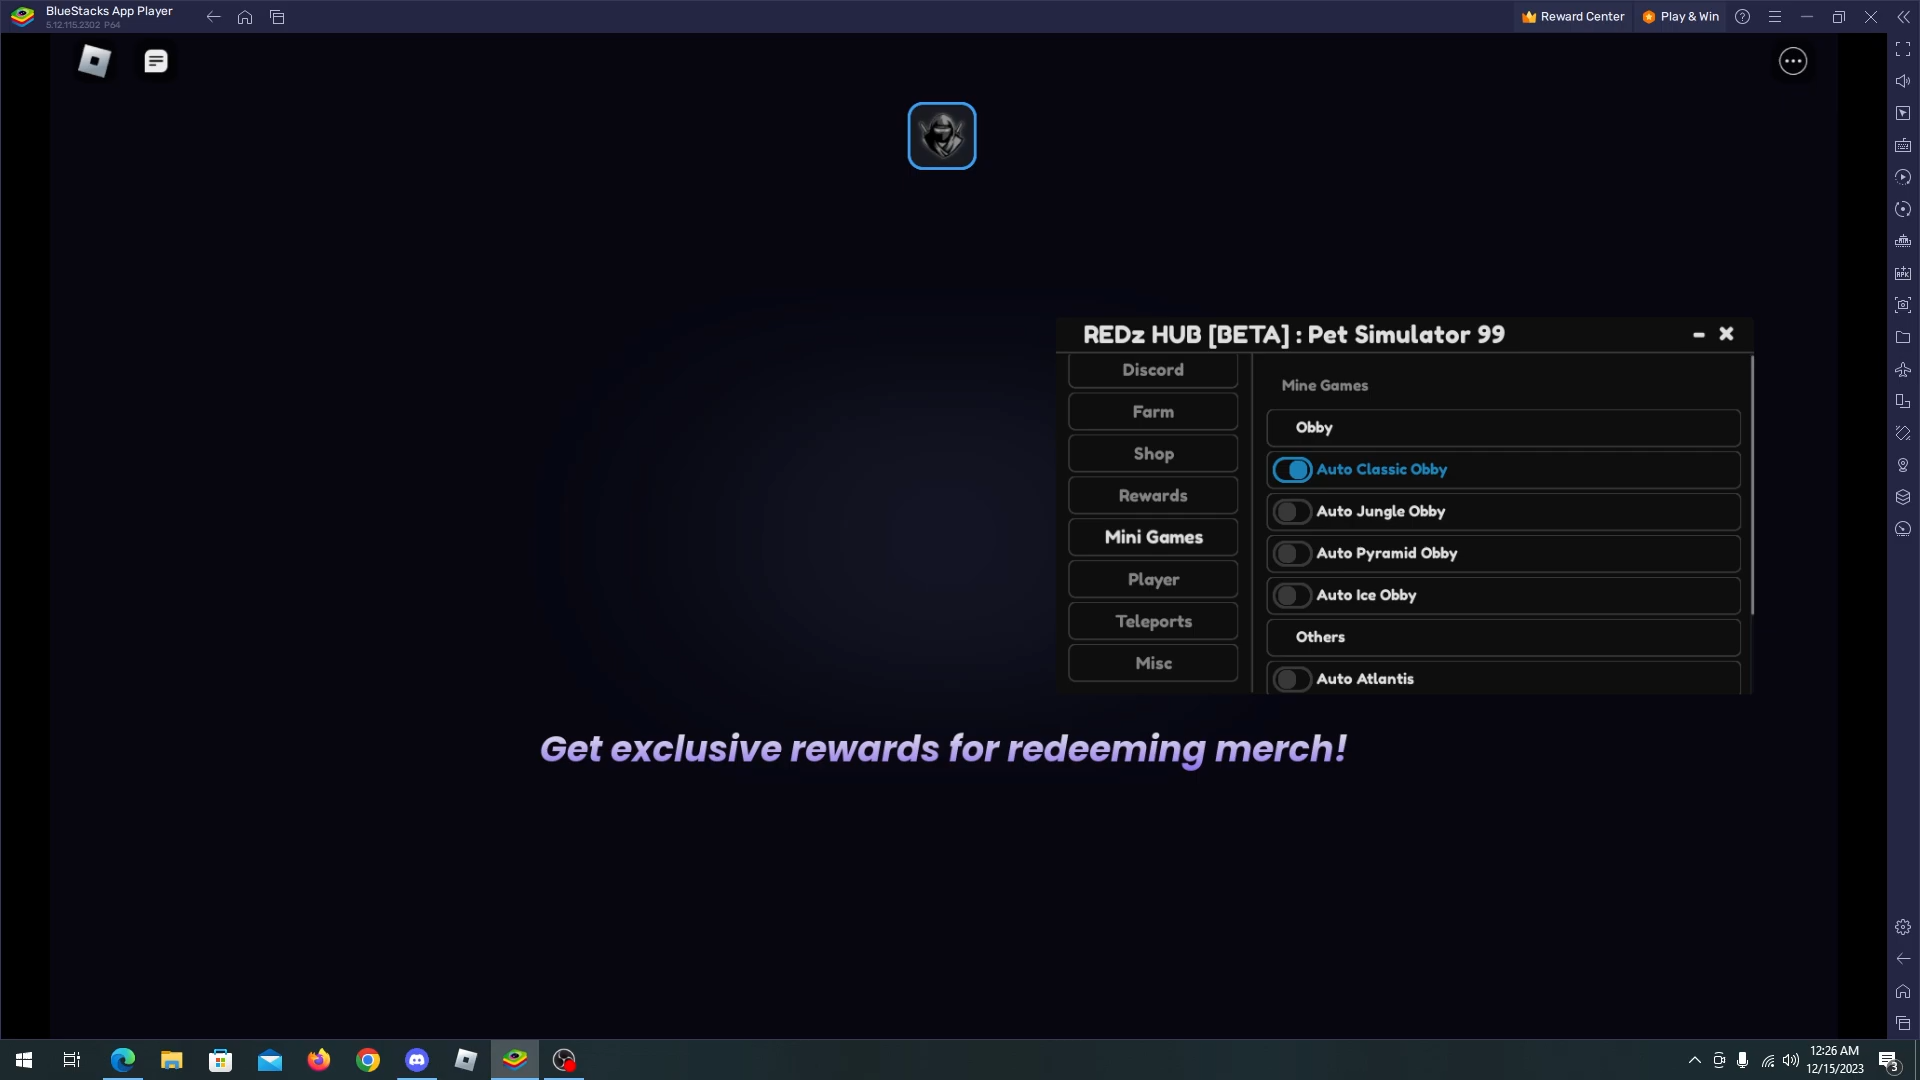 BlueStacks App Player
5.12.115.2302 P64
Reward Center
Play & Win
REDz HUB [BETA] : Pet Simulator 99
Discord
Farm
Shop
Rewards
Mini Games
Player
Teleports
Misc
Mine Games
Obby
Auto Classic Obby
Auto Jungle Obby
Auto Pyramid Obby
Auto Ice Obby
Others
Auto Atlantis
Get exclusive rewards for redeeming merch!
12:26 AM
12/15/2023
3